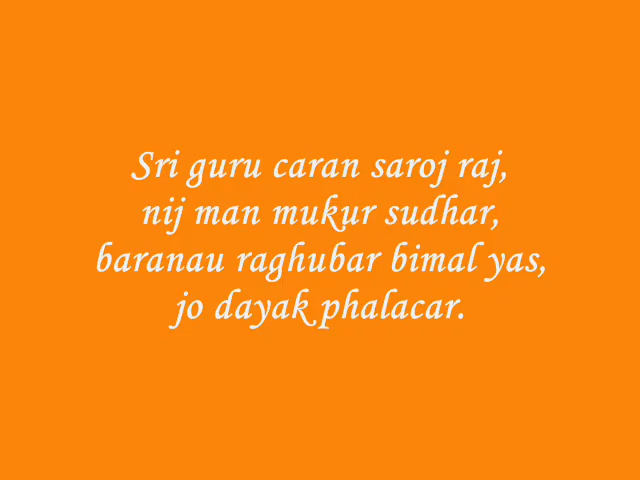 Sri guru caran saroj raj,
nij man mukur sudhar,
baranau raghubar bimal yas,
jo dayak phalacar.